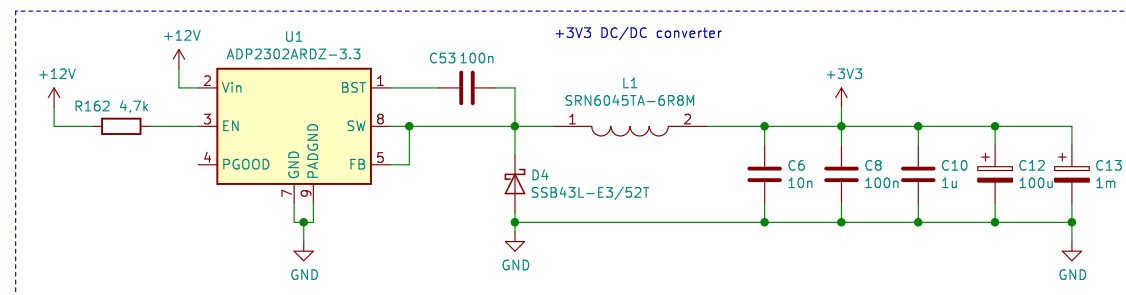 +3V3 DC/DC converter
+12V
U1
ADP2302ARDZ-3.3
C53 100n
+12V
2
Vin
BST
1
L1
SRN6045TA-6R8M
+3V3
R162 4,7k
3
EN
SW
8
1
2
4
PGOOD
GND
PADGND
FB
5
7
9
D4
SSB43L-E3/52T
C6
10n
C8
100n
C10
1u
+
C12
100u
+
C13
1m
GND
GND
GND